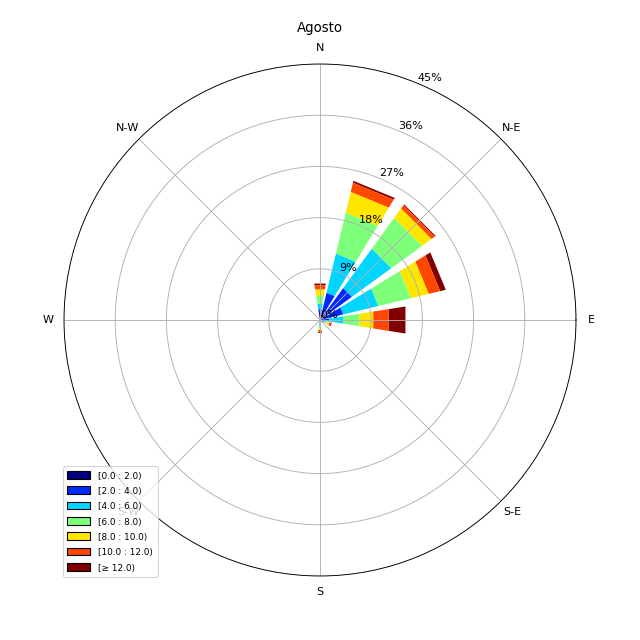 Agosto
N
45%
N-W
36%
N-E
27%
18%
9%
0%
W
E
[0.0 : 2.0)
[2.0 : 4.0)
[4.0 : 6.0)
S-W
S-E
[6.0 : 8.0)
[8.0 : 10.0)
[10.0 : 12.0)
[≥ 12.0)
S